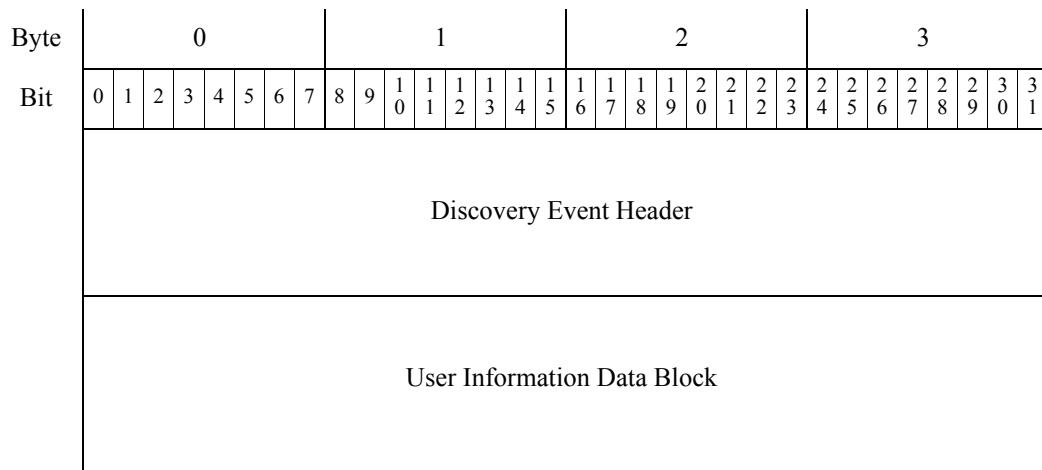 Byte 0 1 2 3
Bit 0 1 2 3 4 5 6 7 8 9 10 11 12 13 14 15 16 17 18 19 20 21 22 23 24 25 26 27 28 29 30 31
Discovery Event Header
User Information Data Block